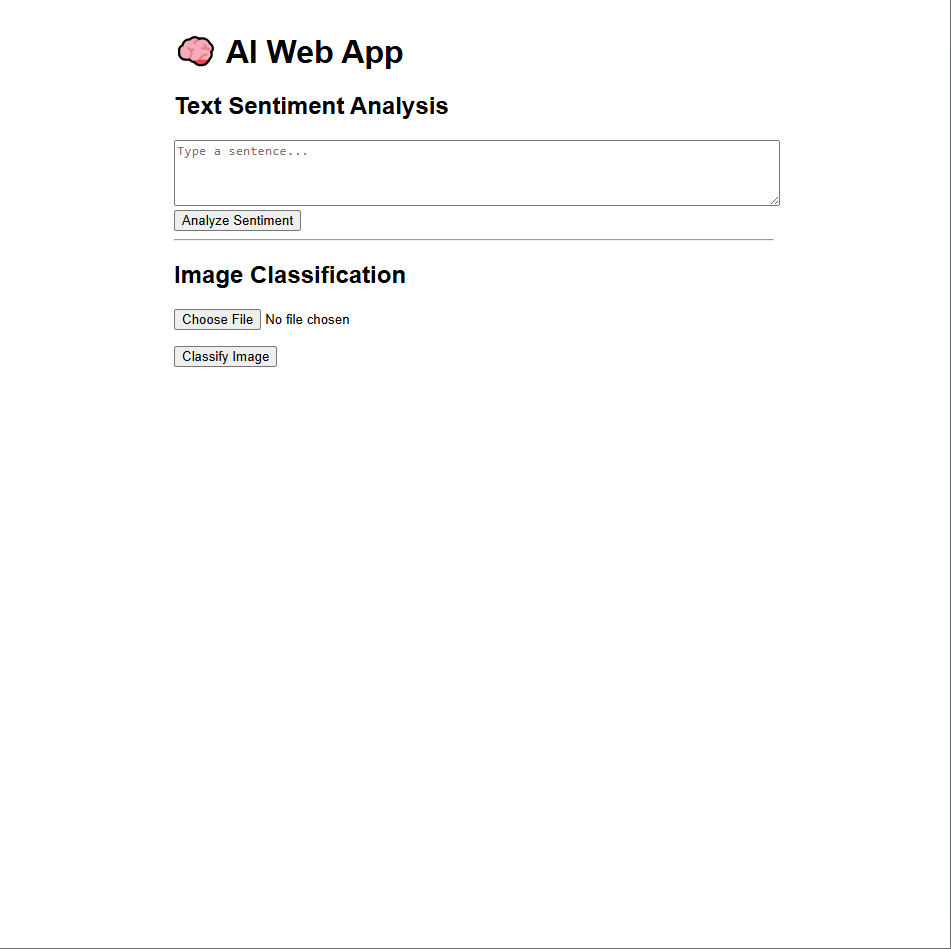 🧠 AI Web App
Text Sentiment Analysis
Type a sentence...
Analyze Sentiment
Image Classification
Choose File No file chosen
Classify Image